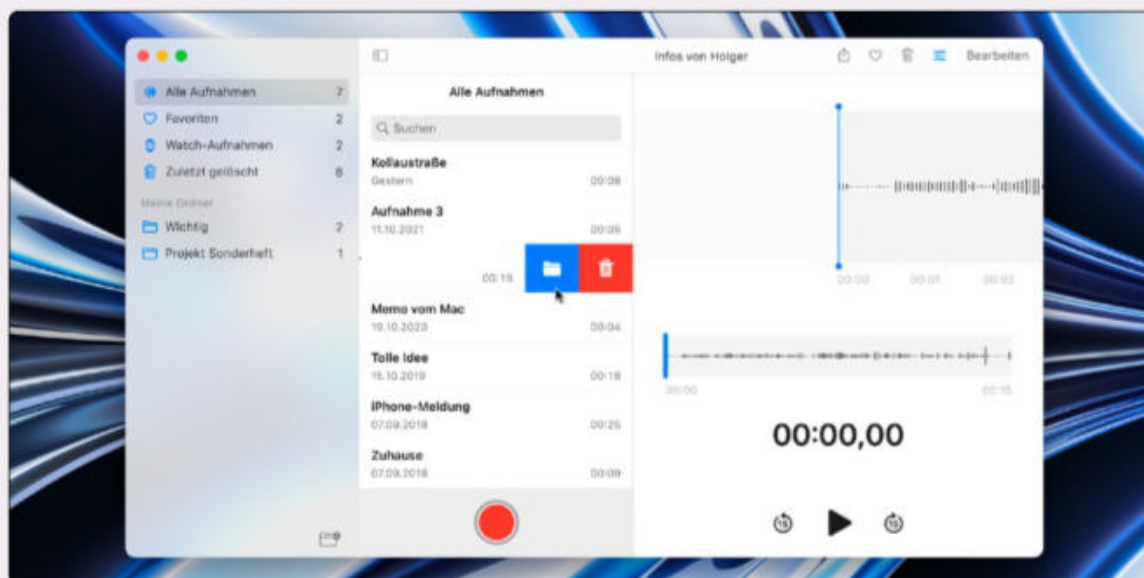 Infos von Holger
Bearbeiten
Alle Aufnahmen 7
Favoriten 2
Watch-Aufnahmen 2
Zuletzt gelöscht 6
Meine Ordner
Wichtig 2
Projekt Sonderheft 1
Alle Aufnahmen
Suchen
Kollaustraße
Gestern 00:08
Aufnahme 3
11.10.2021 00:06
00:15
Memo vom Mac
19.10.2020 00:04
Tolle Idee
15.10.2019 00:18
iPhone-Meldung
07.09.2018 00:26
Zuhause
07.09.2018 00:09
00:00 00:01 00:02
00:00 00:15
00:00,00
15 15